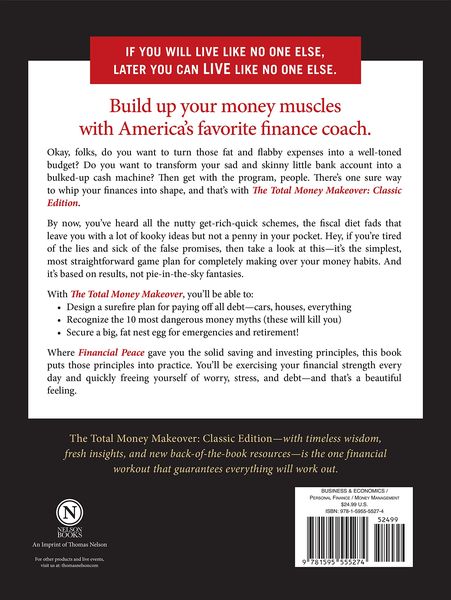 IF YOU WILL LIVE LIKE NO ONE ELSE,
LATER YOU CAN LIVE LIKE NO ONE ELSE.
Build up your money muscles
with America's favorite finance coach.
Okay, folks, do you want to turn those fat and flabby expenses into a well-toned
budget? Do you want to transform your sad and skinny little bank account into a
bulked-up cash machine? Then get with the program, people. There's one sure way
to whip your finances into shape, and that's with The Total Money Makeover: Classic
Edition.
By now, you've heard all the nutty get-rich-quick schemes, the fiscal diet fads that
leave you with a lot of kooky ideas but not a penny in your pocket. Hey, if you're tired
of the lies and sick of the false promises, then take a look at this—it's the simplest,
most straightforward game plan for completely making over your money habits. And
it's based on results, not pie-in-the-sky fantasies.
With The Total Money Makeover, you'll be able to:
• Design a surefire plan for paying off all debt—cars, houses, everything
• Recognize the 10 most dangerous money myths (these will kill you)
• Secure a big, fat nest egg for emergencies and retirement!
Where Financial Peace gave you the solid saving and investing principles, this book
puts those principles into practice. You'll be exercising your financial strength every
day and quickly freeing yourself of worry, stress, and debt—and that's a beautiful
feeling.
The Total Money Makeover: Classic Edition—with timeless wisdom,
fresh insights, and new back-of-the-book resources—is the one financial
workout that guarantees everything will work out.
N
NELSON
BOOKS
An Imprint of Thomas Nelson
For other products and live events,
visit us at: thomasnelson.com
BUSINESS & ECONOMICS /
PERSONAL FINANCE / MONEY MANAGEMENT
$24.99 U.S.
ISBN: 978-1-5955-5527-4
52499
9 781595 555274